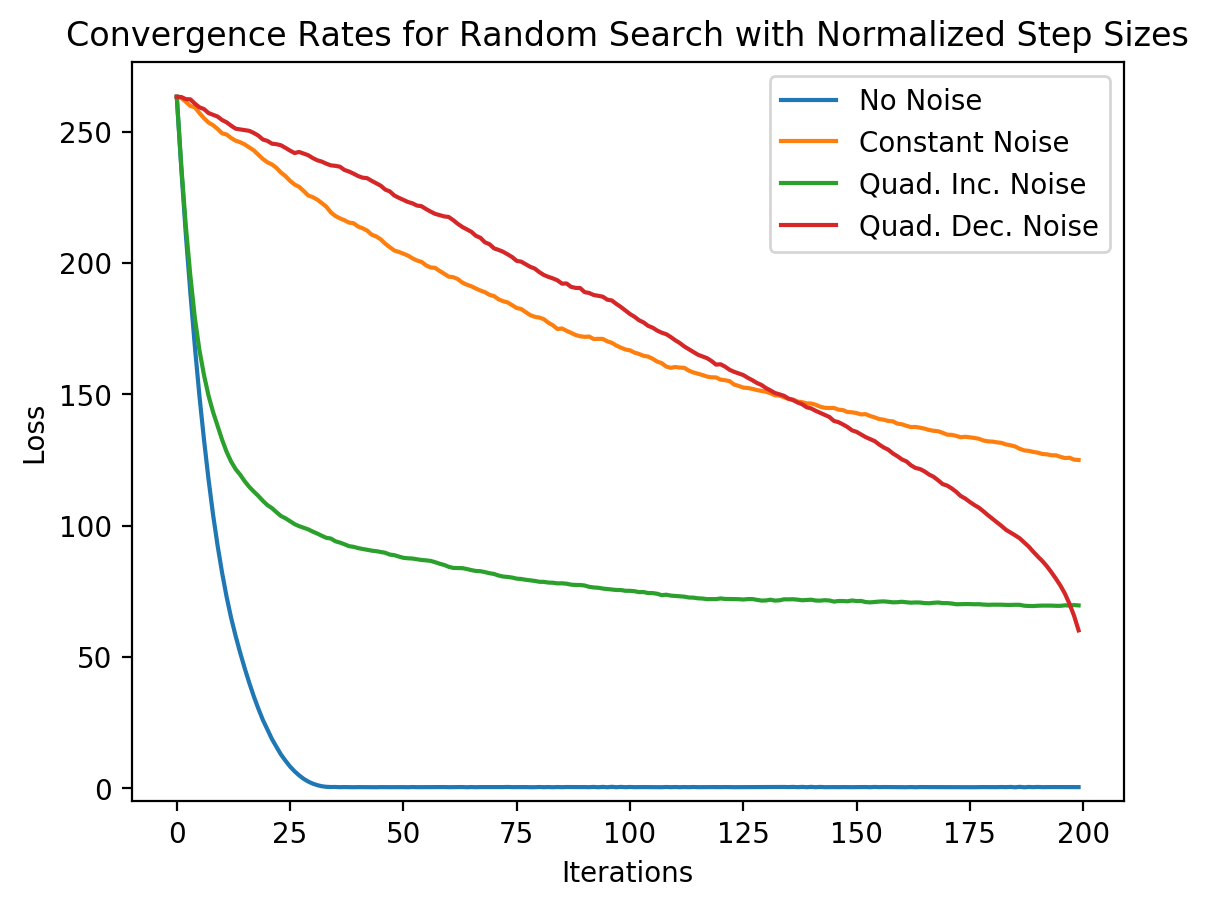 Convergence Rates for Random Search with Normalized Step Sizes
No Noise
Constant Noise
Quad. Inc. Noise
Quad. Dec. Noise
250
200
150
100
50
0
Loss
0 25 50 75 100 125 150 175 200
Iterations